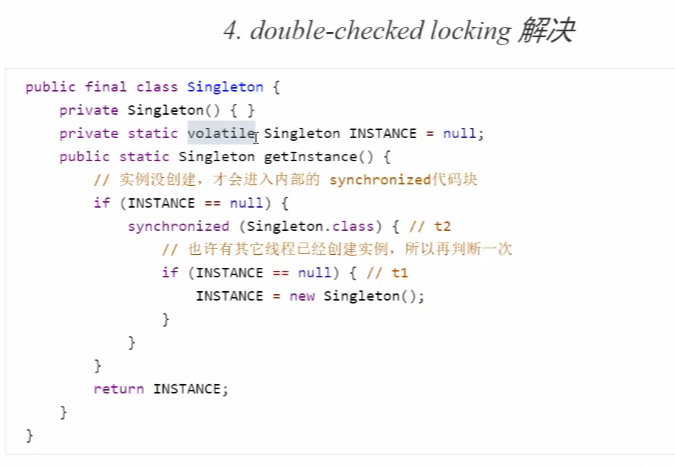 4. double-checked locking 解决
public final class Singleton {
private Singleton() { }
private static volatile Singleton INSTANCE = null;
public static Singleton getInstance() {
// 实例没创建，才会进入内部的 synchronized代码块
if (INSTANCE == null) {
synchronized (Singleton.class) { // t2
// 也许有其它线程已经创建实例，所以再判断一次
if (INSTANCE == null) { // t1
INSTANCE = new Singleton();
}
}
}
return INSTANCE;
}
}